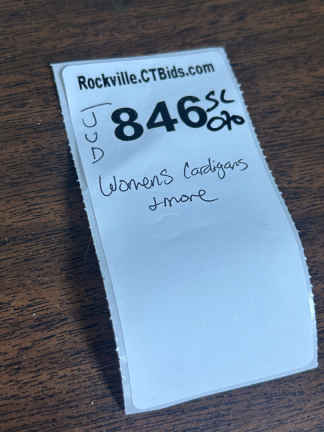 Rockville.CTBids.com
JUD
846
SC
Womens Cardigans
+more